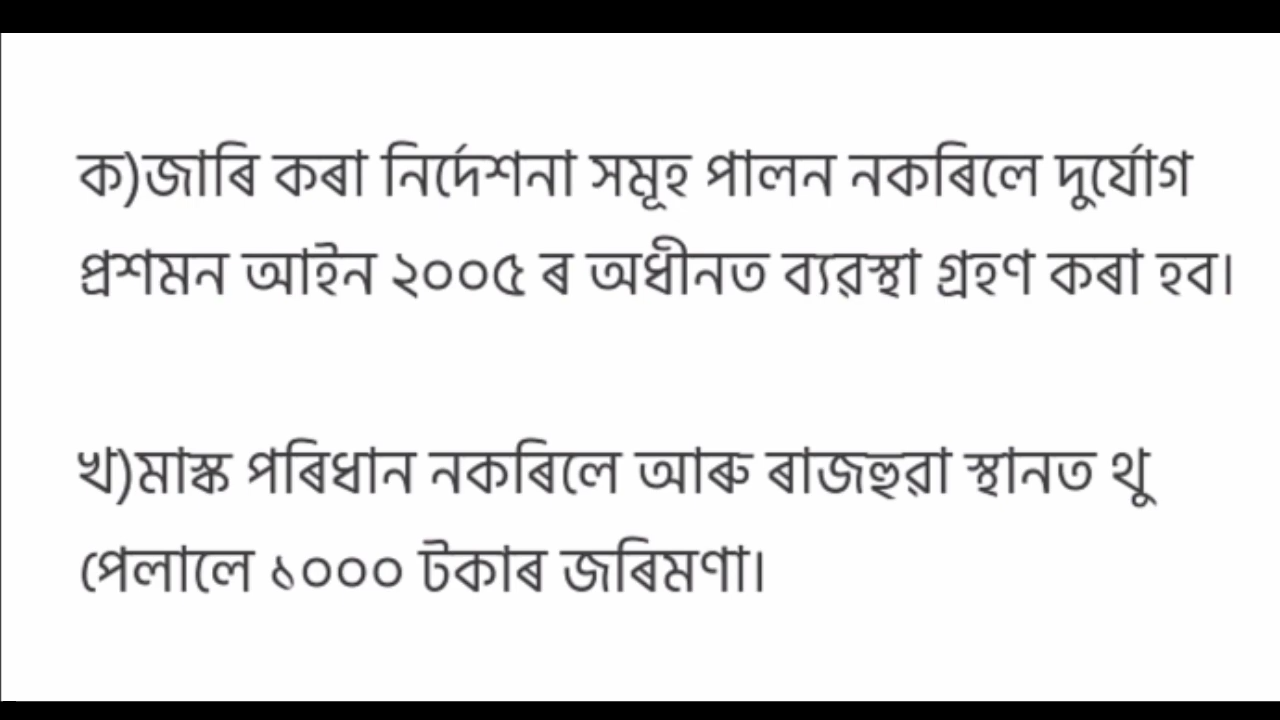 ক)জাৰি কৰা নিৰ্দেশনা সমূহ পালন নকৰিলে দুৰ্যোগ
প্ৰশমন আইন ২০০৫ ৰ অধীনত ব্যৱস্থা গ্ৰহণ কৰা হব।
খ)মাস্ক পৰিধান নকৰিলে আৰু ৰাজহুৱা স্থানত থু
পেলালে ১০০০ টকাৰ জৰিমণা।